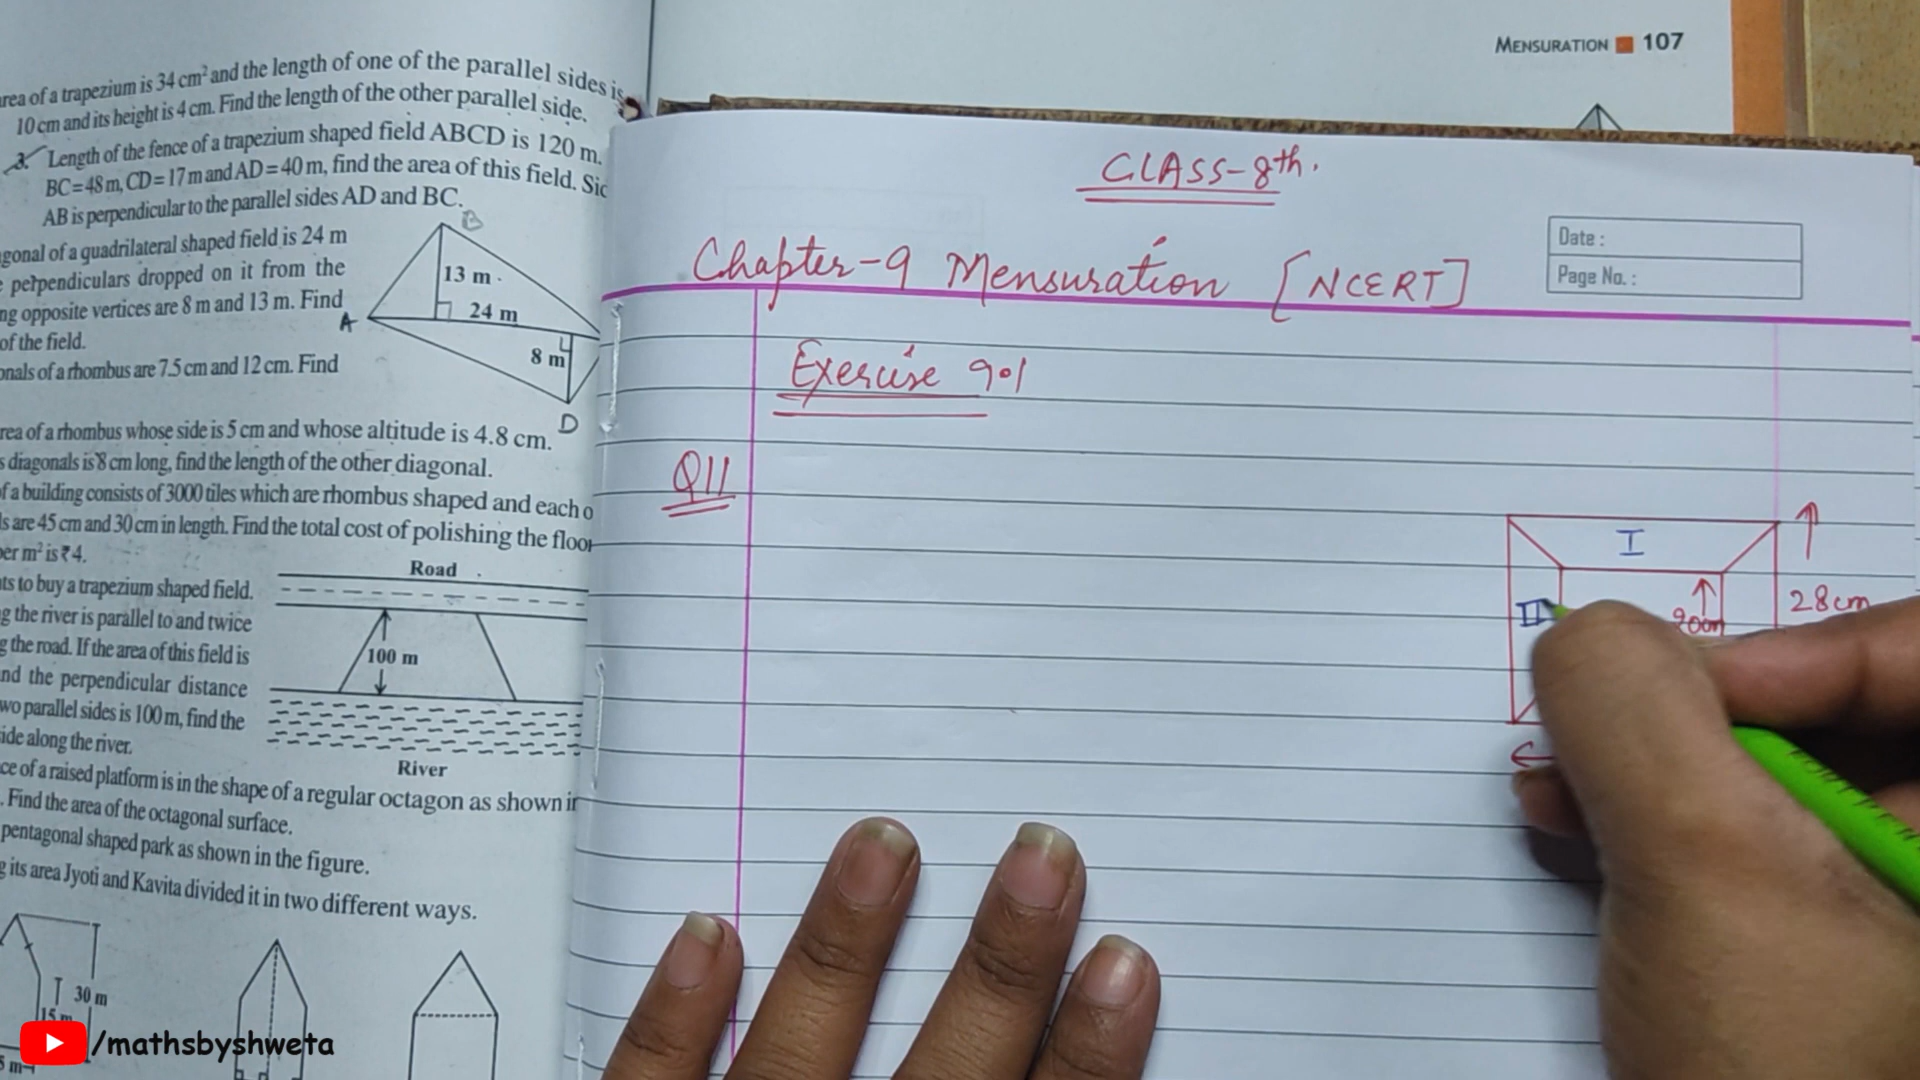 MENSURATION 107
area of a trapezium is 34 cm² and the length of one of the parallel sides is
10 cm and its height is 4 cm. Find the length of the other parallel side.
3. Length of the fence of a trapezium shaped field ABCD is 120 m.
BC = 48 m, CD = 17 m and AD = 40 m, find the area of this field. Sid
AB is perpendicular to the parallel sides AD and BC.
gonal of a quadrilateral shaped field is 24 m
perpendiculars dropped on it from the
ng opposite vertices are 8 m and 13 m. Find
of the field.
onals of a rhombus are 7.5 cm and 12 cm. Find
B
13 m
24 m
A
8 m
D
rea of a rhombus whose side is 5 cm and whose altitude is 4.8 cm.
s diagonals is 8 cm long, find the length of the other diagonal.
of a building consists of 3000 tiles which are rhombus shaped and each o
ls are 45 cm and 30 cm in length. Find the total cost of polishing the floor
per m² is ₹ 4.
ts to buy a trapezium shaped field.
g the river is parallel to and twice
g the road. If the area of this field is
nd the perpendicular distance
wo parallel sides is 100 m, find the
ide along the river.
Road
100 m
River
ce of a raised platform is in the shape of a regular octagon as shown in
. Find the area of the octagonal surface.
pentagonal shaped park as shown in the figure.
g its area Jyoti and Kavita divided it in two different ways.
30 m
15 m
/mathsbyshweta
CLASS-8th.
Date :
Page No. :
Chapter-9 Mensuration [NCERT]
Exercise 9.1
Q11
I
II
28cm
20cm